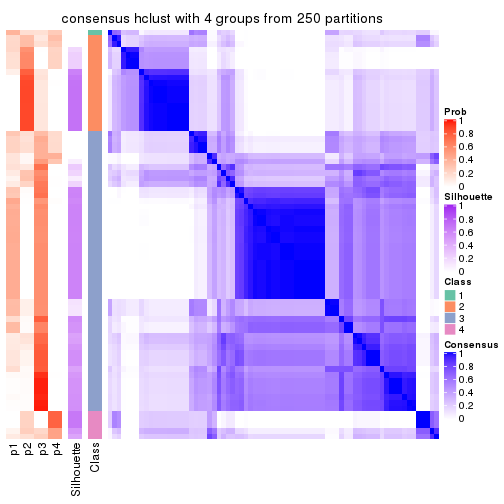 consensus hclust with 4 groups from 250 partitions
Prob
1
0.8
0.6
0.4
0.2
0
Silhouette
1
0.8
0.6
0.4
0.2
0
Class
1
2
3
4
Consensus
1
0.8
0.6
0.4
0.2
0
p1
p2
p3
p4
Silhouette
Class